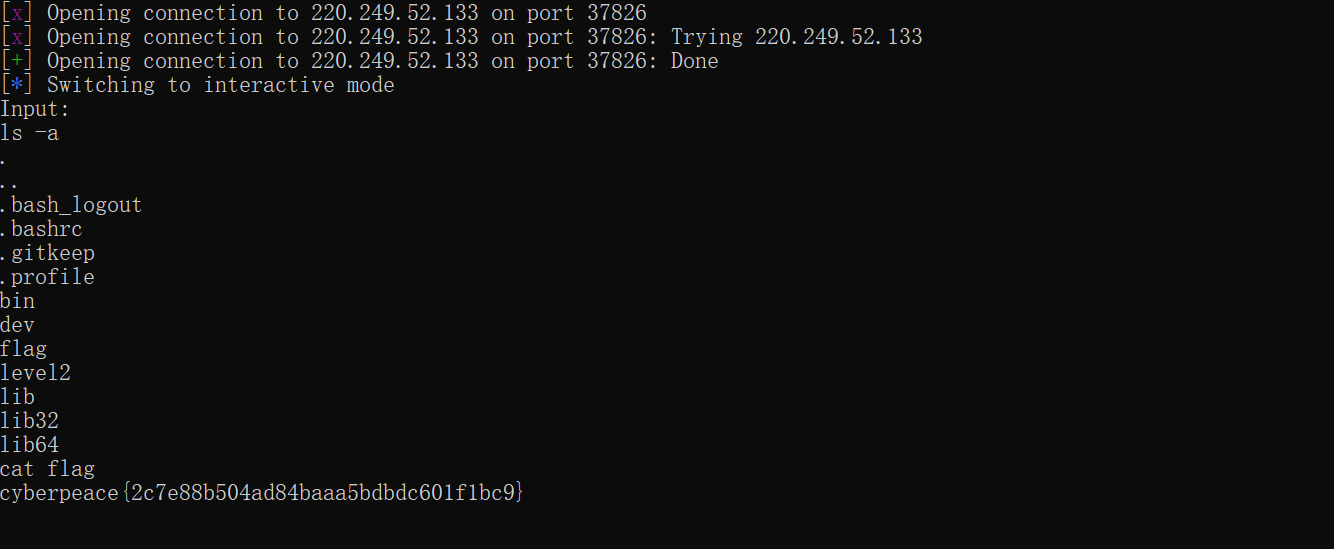 [x] Opening connection to 220.249.52.133 on port 37826
[x] Opening connection to 220.249.52.133 on port 37826: Trying 220.249.52.133
[+] Opening connection to 220.249.52.133 on port 37826: Done
[*] Switching to interactive mode
Input:
ls -a
.
..
.bash_logout
.bashrc
.gitkeep
.profile
bin
dev
flag
level2
lib
lib32
lib64
cat flag
cyberpeace{2c7e88b504ad84baaa5bdbdc601f1bc9}